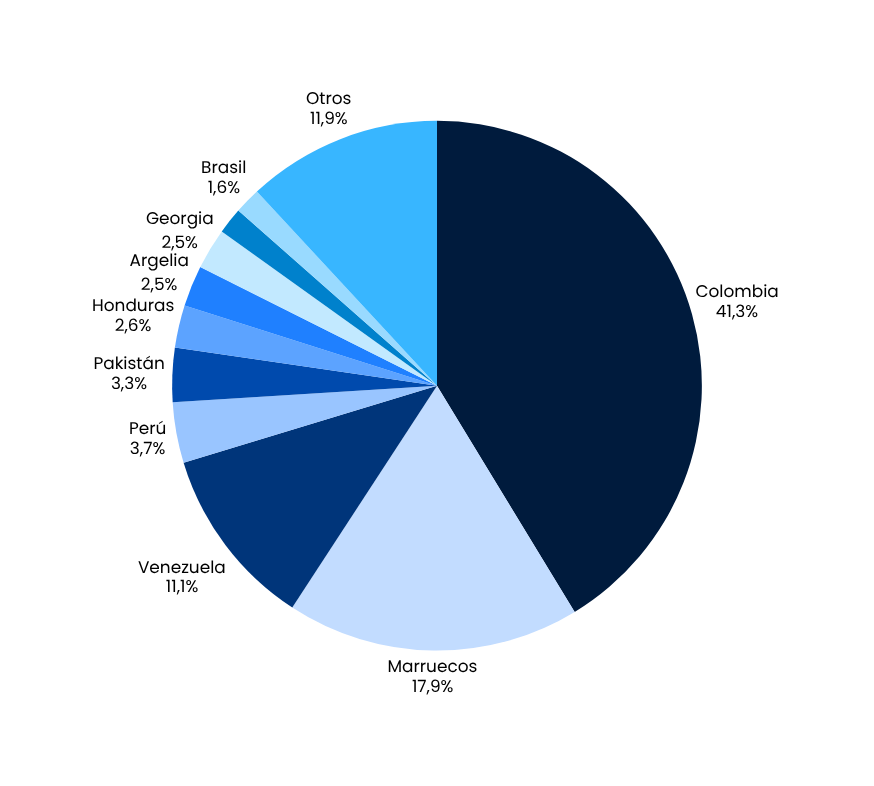 Otros
11,9%
Brasil
1,6%
Georgia
2,5%
Argelia
2,5%
Honduras
2,6%
Pakistán
3,3%
Perú
3,7%
Venezuela
11,1%
Marruecos
17,9%
Colombia
41,3%